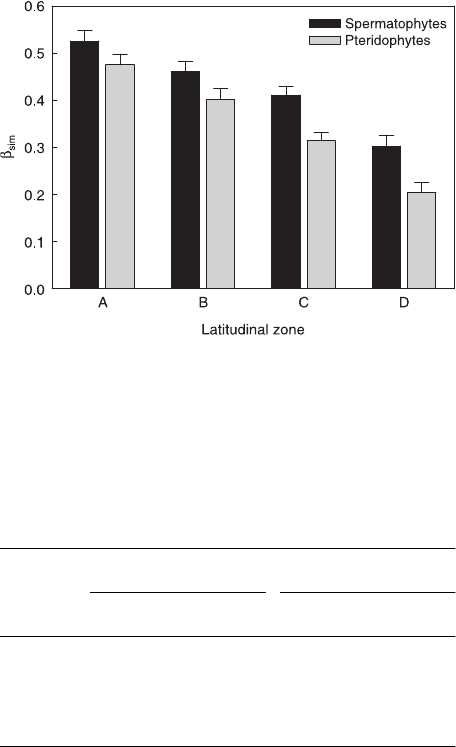 0.6
Spermatophytes
Pteridophytes
0.5
0.4
0.3
0.2
0.1
0.0
βsim
A B C D
Latitudinal zone